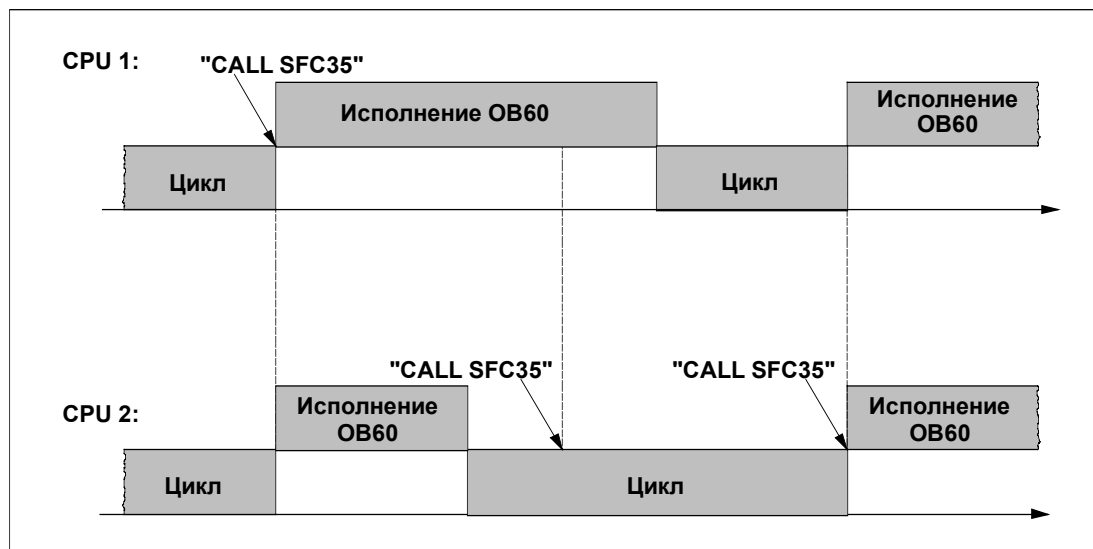 CPU 1:
"CALL SFC35"
Исполнение OB60
Исполнение
OB60
Цикл
Цикл
"CALL SFC35"
"CALL SFC35"
CPU 2:
Исполнение
OB60
Исполнение
OB60
Цикл
Цикл